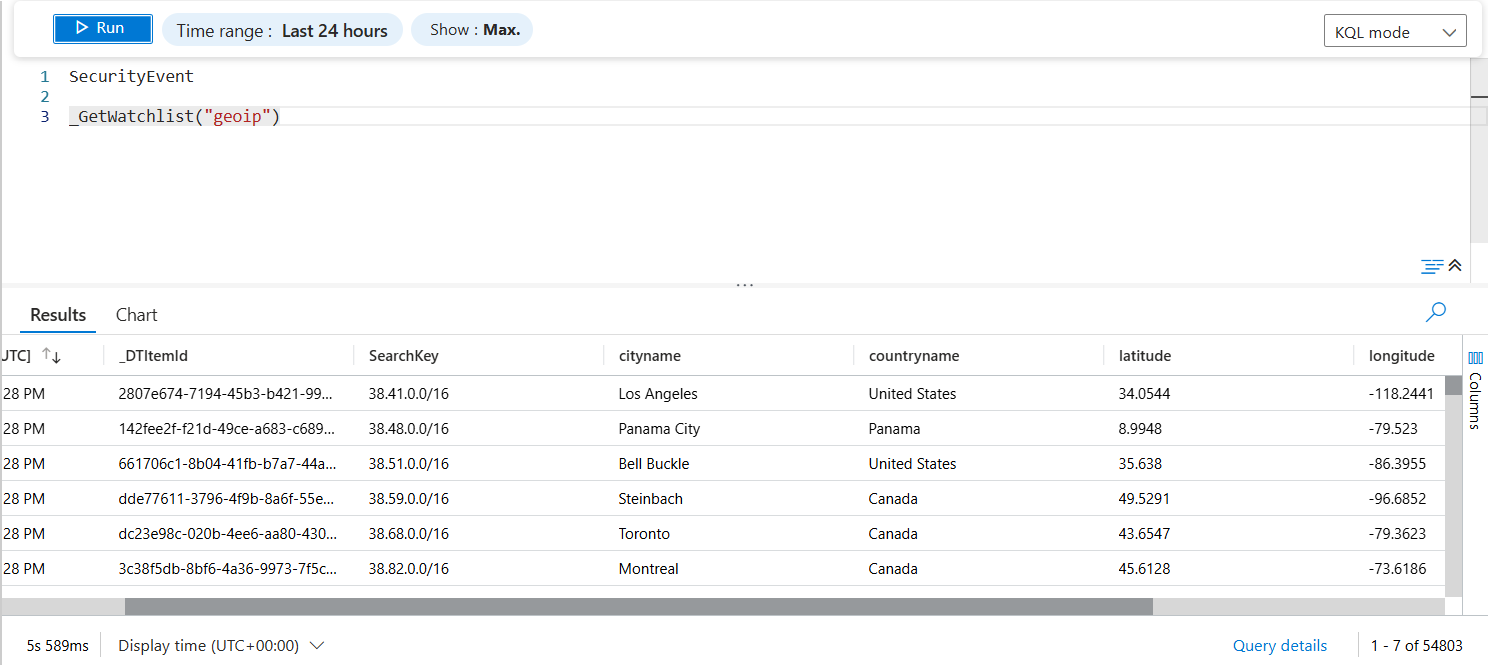 Run Time range : Last 24 hours Show : Max. KQL mode
1 SecurityEvent
2
3 _GetWatchlist("geoip")
...
Results Chart
UTC] ↑↓ _DTItemId SearchKey cityname countryname latitude longitude
28 PM 2807e674-7194-45b3-b421-99... 38.41.0.0/16 Los Angeles United States 34.0544 -118.2441
28 PM 142fee2f-f21d-49ce-a683-c689... 38.48.0.0/16 Panama City Panama 8.9948 -79.523
28 PM 661706c1-8b04-41fb-b7a7-44a... 38.51.0.0/16 Bell Buckle United States 35.638 -86.3955
28 PM dde77611-3796-4f9b-8a6f-55e... 38.59.0.0/16 Steinbach Canada 49.5291 -96.6852
28 PM dc23e98c-020b-4ee6-aa80-430... 38.68.0.0/16 Toronto Canada 43.6547 -79.3623
28 PM 3c38f5db-8bf6-4a36-9973-7f5c... 38.82.0.0/16 Montreal Canada 45.6128 -73.6186
Columns
5s 589ms Display time (UTC+00:00) Query details 1 - 7 of 54803